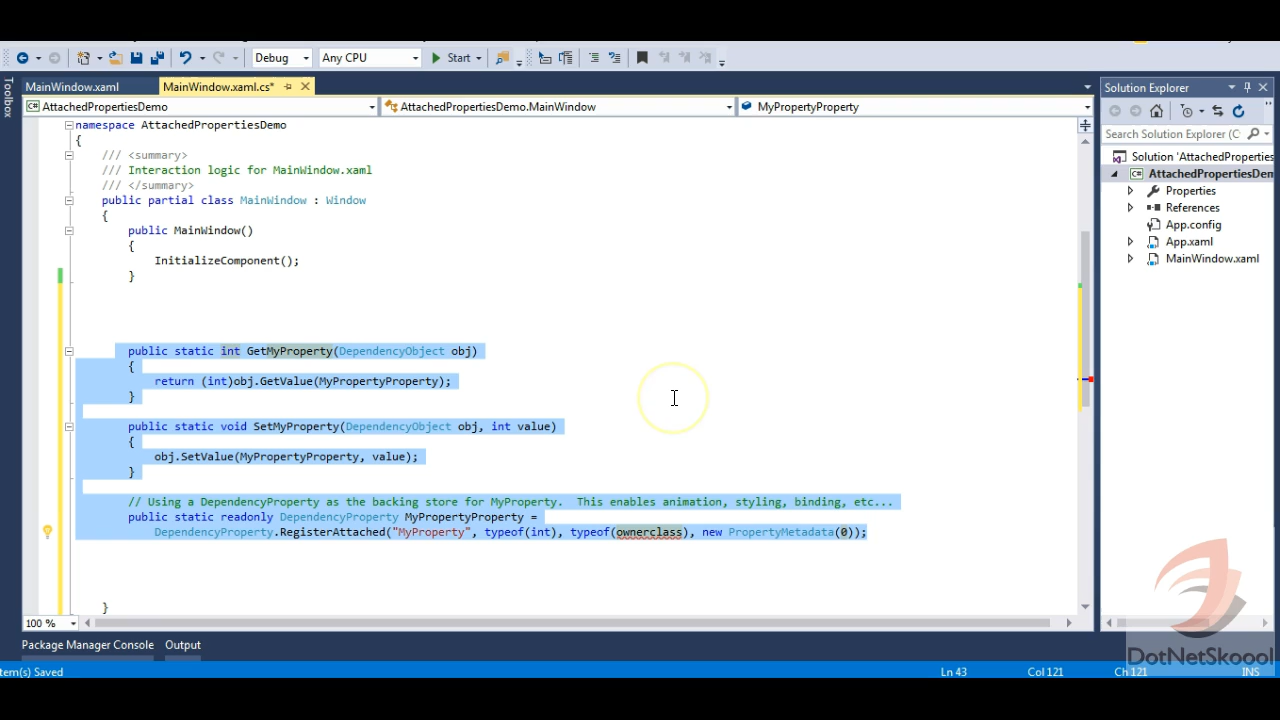 Debug
Any CPU
Start
Toolbox
MainWindow.xaml
MainWindow.xaml.cs*
AttachedPropertiesDemo
AttachedPropertiesDemo.MainWindow
MyPropertyProperty
namespace AttachedPropertiesDemo
{
/// <summary>
/// Interaction logic for MainWindow.xaml
/// </summary>
public partial class MainWindow : Window
{
public MainWindow()
{
InitializeComponent();
}
public static int GetMyProperty(DependencyObject obj)
{
return (int)obj.GetValue(MyPropertyProperty);
}
public static void SetMyProperty(DependencyObject obj, int value)
{
obj.SetValue(MyPropertyProperty, value);
}
// Using a DependencyProperty as the backing store for MyProperty.  This enables animation, styling, binding, etc...
public static readonly DependencyProperty MyPropertyProperty =
DependencyProperty.RegisterAttached("MyProperty", typeof(int), typeof(ownerclass), new PropertyMetadata(0));
}
100 %
Solution Explorer
Search Solution Explorer (C
Solution 'AttachedProperties
AttachedPropertiesDem
Properties
References
App.config
App.xaml
MainWindow.xaml
Package Manager Console
Output
tem(s) Saved
Ln 43
Col 121
Ch 121
INS
DotNetSkoool